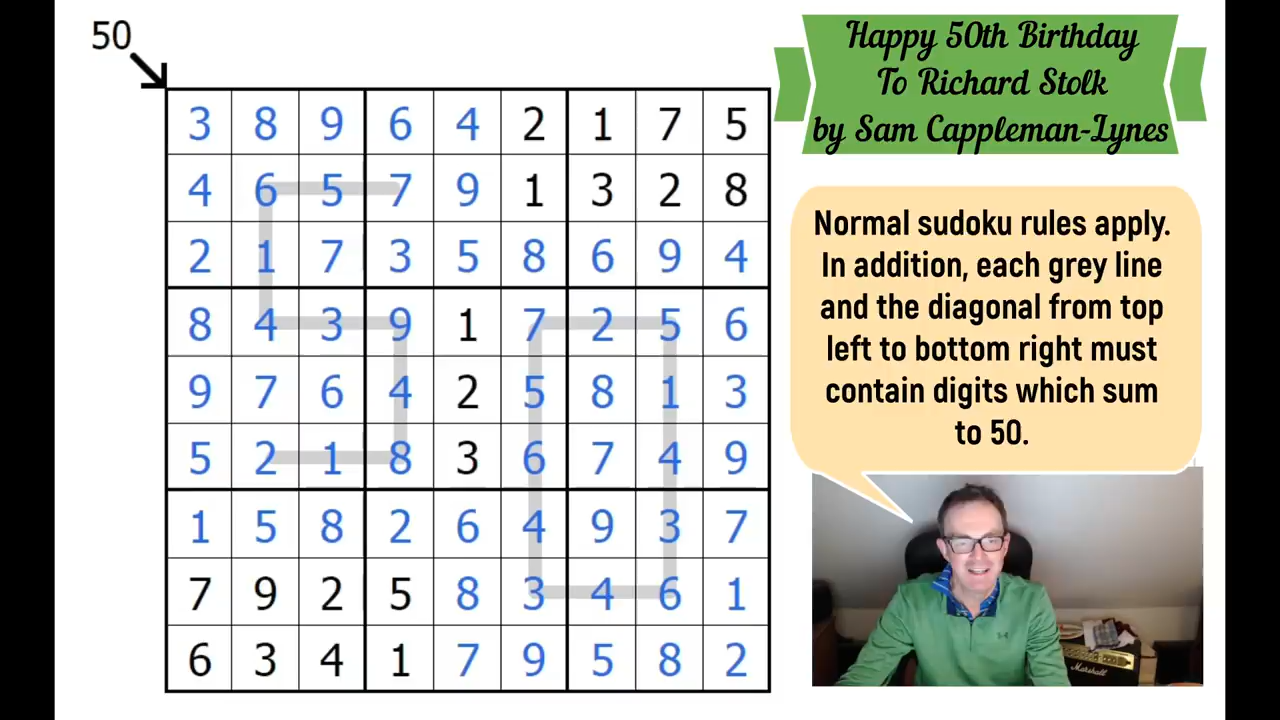 50
3 8 9 6 4 2 1 7 5
4 6 5 7 9 1 3 2 8
2 1 7 3 5 8 6 9 4
8 4 3 9 1 7 2 5 6
9 7 6 4 2 5 8 1 3
5 2 1 8 3 6 7 4 9
1 5 8 2 6 4 9 3 7
7 9 2 5 8 3 4 6 1
6 3 4 1 7 9 5 8 2
Happy 50th Birthday
To Richard Stolk
by Sam Cappleman-Lynes
Normal sudoku rules apply.
In addition, each grey line
and the diagonal from top
left to bottom right must
contain digits which sum
to 50.
Marshall